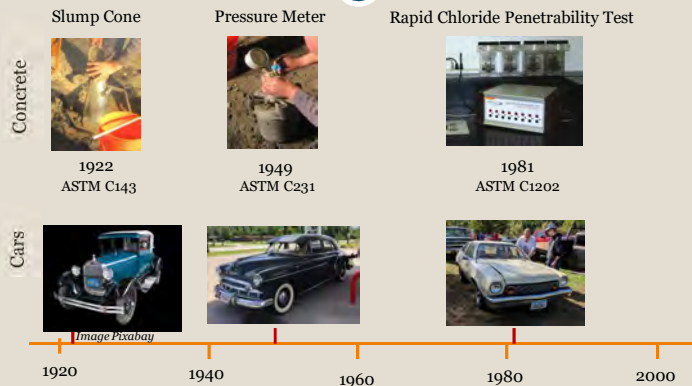 Slump Cone
Pressure Meter
Rapid Chloride Penetrability Test
Concrete
1922
ASTM C143
1949
ASTM C231
1981
ASTM C1202
Cars
Image Pixabay
1920
1940
1960
1980
2000